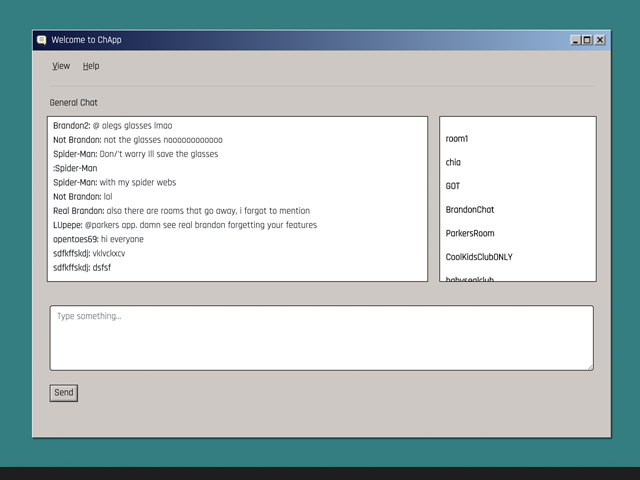 Welcome to ChApp
View Help
General Chat
Brandon2: @ olegs glasses lmao
Not Brandon: not the glasses noooooooooooo
Spider-Man: Don/'t worry Ill save the glasses
:Spider-Man
Spider-Man: with my spider webs
Not Brandon: lol
Real Brandon: also there are rooms that go away, i forgot to mention
LUpepe: @parkers app. damn see real brandon forgetting your features
opentoes69: hi everyone
sdfkffskdj: vklvckxcv
sdfkffskdj: dsfsf
room1
chia
GOT
BrandonChat
ParkersRoom
CoolKidsClubONLY
babysealclub
Type something...
Send